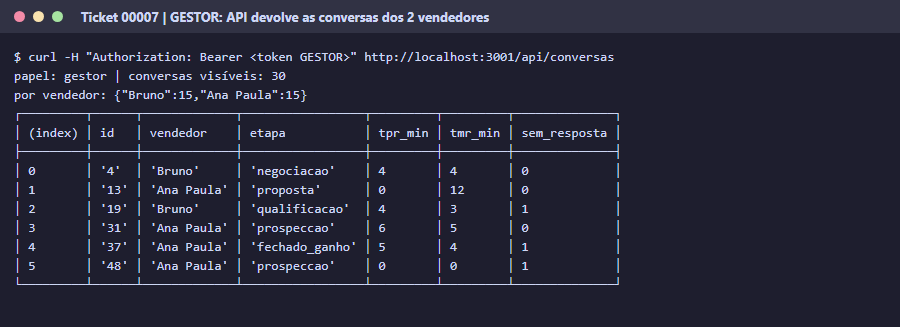 Ticket 00007 | GESTOR: API devolve as conversas dos 2 vendedores
$ curl -H "Authorization: Bearer <token GESTOR>" http://localhost:3001/api/conversas
papel: gestor | conversas visíveis: 30
por vendedor: {"Bruno":15,"Ana Paula":15}
(index) id vendedor etapa tpr_min tmr_min sem_resposta
0 '4' 'Bruno' 'negociacao' 4 4 0
1 '13' 'Ana Paula' 'proposta' 0 12 0
2 '19' 'Bruno' 'qualificacao' 4 3 1
3 '31' 'Ana Paula' 'prospeccao' 6 5 0
4 '37' 'Ana Paula' 'fechado_ganho' 5 4 1
5 '48' 'Ana Paula' 'prospeccao' 0 0 1